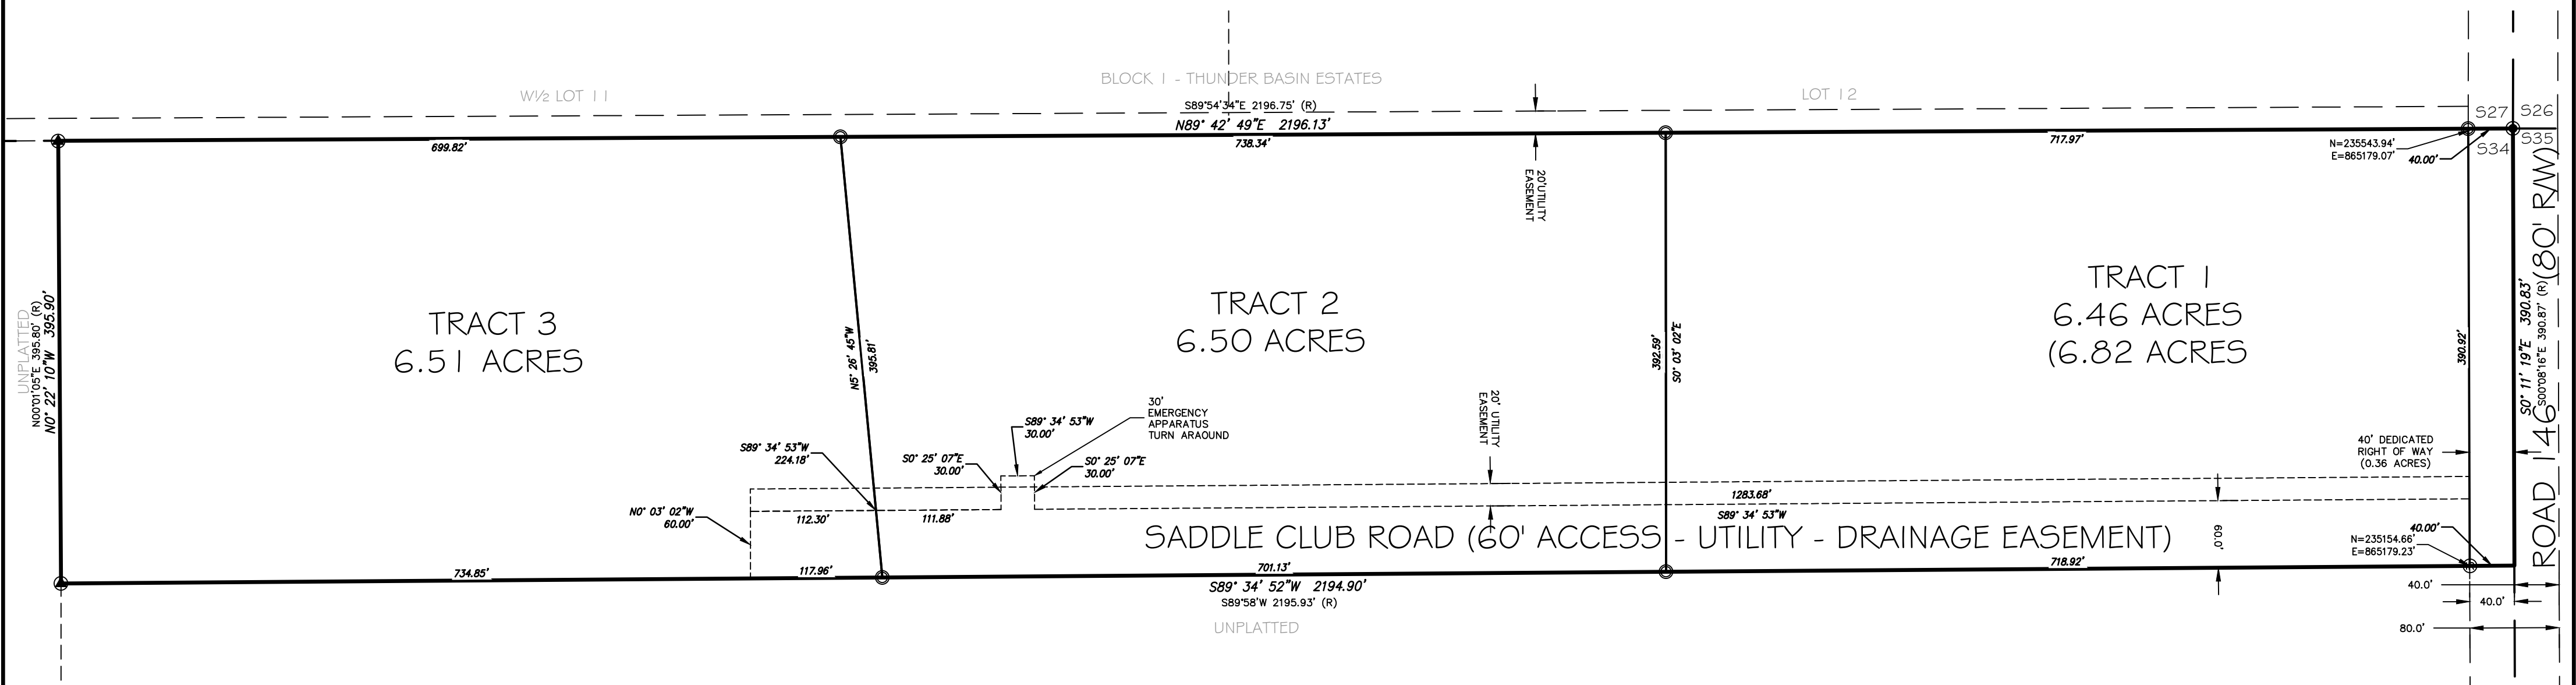 BLOCK 1 - THUNDER BASIN ESTATES
W½ LOT 11
LOT 12
S89°54'34"E 2196.75' (R)
N89° 42' 49"E 2196.13'
699.82'
738.34'
717.97'
S27
S26
S34
S35
N=235543.94'
E=865179.07'
40.00'
20'UTILITY
EASEMENT
UNPLATTED
N00°01'05"E 395.80' (R)
N0° 22' 10"W 395.90'
TRACT 3
6.51 ACRES
N5° 26' 45"W
395.81'
TRACT 2
6.50 ACRES
392.59'
S0° 03' 02"E
TRACT 1
6.46 ACRES
(6.82 ACRES
390.92'
S0° 11' 19"E 390.83'
S00°08'16"E 390.87' (R)
ROAD 146 (80' R/W)
30'
EMERGENCY
APPARATUS
TURN ARAOUND
S89° 34' 53"W
30.00'
S89° 34' 53"W
224.18'
S0° 25' 07"E
30.00'
S0° 25' 07"E
30.00'
20' UTILITY
EASEMENT
40' DEDICATED
RIGHT OF WAY
(0.36 ACRES)
N0° 03' 02"W
60.00'
112.30'
111.88'
1283.68'
S89° 34' 53"W
SADDLE CLUB ROAD (60' ACCESS - UTILITY - DRAINAGE EASEMENT)
60.0'
40.00'
N=235154.66'
E=865179.23'
734.85'
117.96'
701.13'
718.92'
S89° 34' 52"W 2194.90'
S89°58'W 2195.93' (R)
UNPLATTED
40.0'
40.0'
80.0'